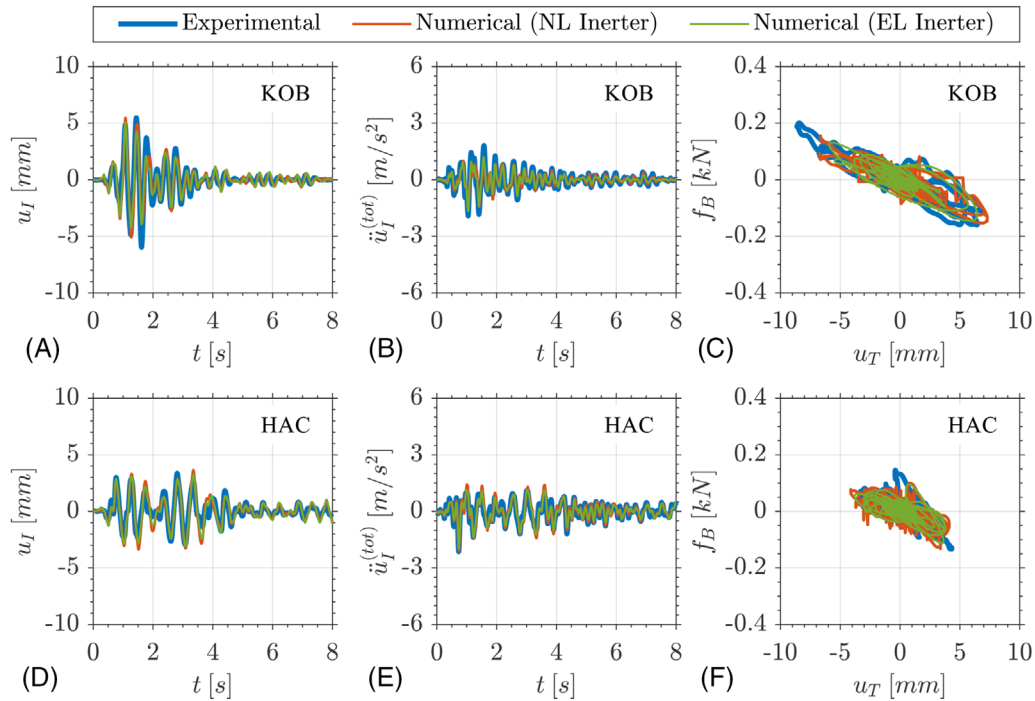 Experimental Numerical (NL Inerter) Numerical (EL Inerter)
10
5
0
-5
-10
u_I [mm]
KOB
0 2 4 6 8
(A) t [s]
6
3
0
-3
-6
ü_I^(tot) [m/s²]
KOB
0 2 4 6 8
(B) t [s]
0.4
0.2
0
-0.2
-0.4
f_B [kN]
KOB
-10 -5 0 5 10
(C) u_T [mm]
10
5
0
-5
-10
u_I [mm]
HAC
0 2 4 6 8
(D) t [s]
6
3
0
-3
-6
ü_I^(tot) [m/s²]
HAC
0 2 4 6 8
(E) t [s]
0.4
0.2
0
-0.2
-0.4
f_B [kN]
HAC
-10 -5 0 5 10
(F) u_T [mm]